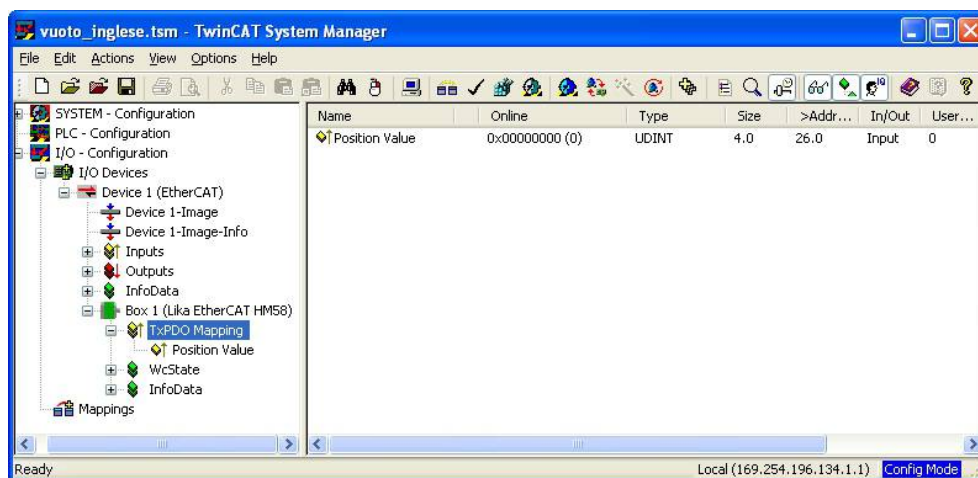 vuoto_inglese.tsm - TwinCAT System Manager
File Edit Actions View Options Help
SYSTEM - Configuration
PLC - Configuration
I/O - Configuration
I/O Devices
Device 1 (EtherCAT)
Device 1-Image
Device 1-Image-Info
Inputs
Outputs
InfoData
Box 1 (Lika EtherCAT HM58)
TxPDO Mapping
Position Value
WcState
InfoData
Mappings
Name Online Type Size >Addr... In/Out User...
Position Value 0x00000000 (0) UDINT 4.0 26.0 Input 0
Ready Local (169.254.196.134.1.1) Config Mode